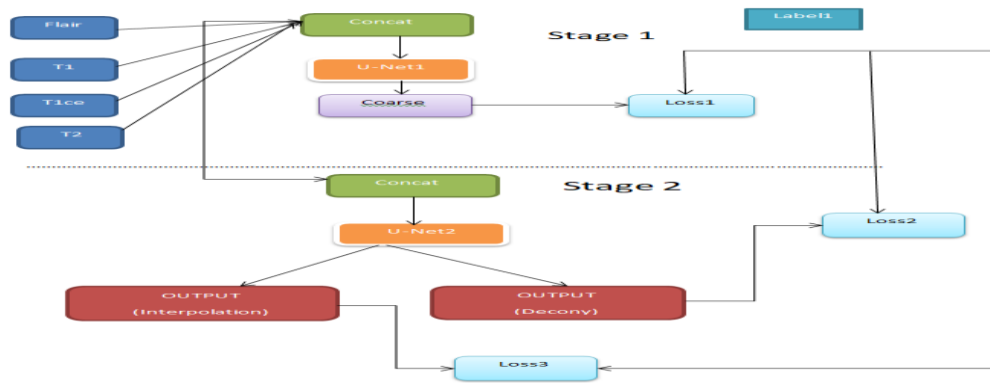 Flair
T1
T1ce
T2
Concat
U-Net1
Coarse
Stage 1
Label1
Loss1
Concat
Stage 2
U-Net2
Loss2
OUTPUT
(Interpolation)
OUTPUT
(Decony)
Loss3